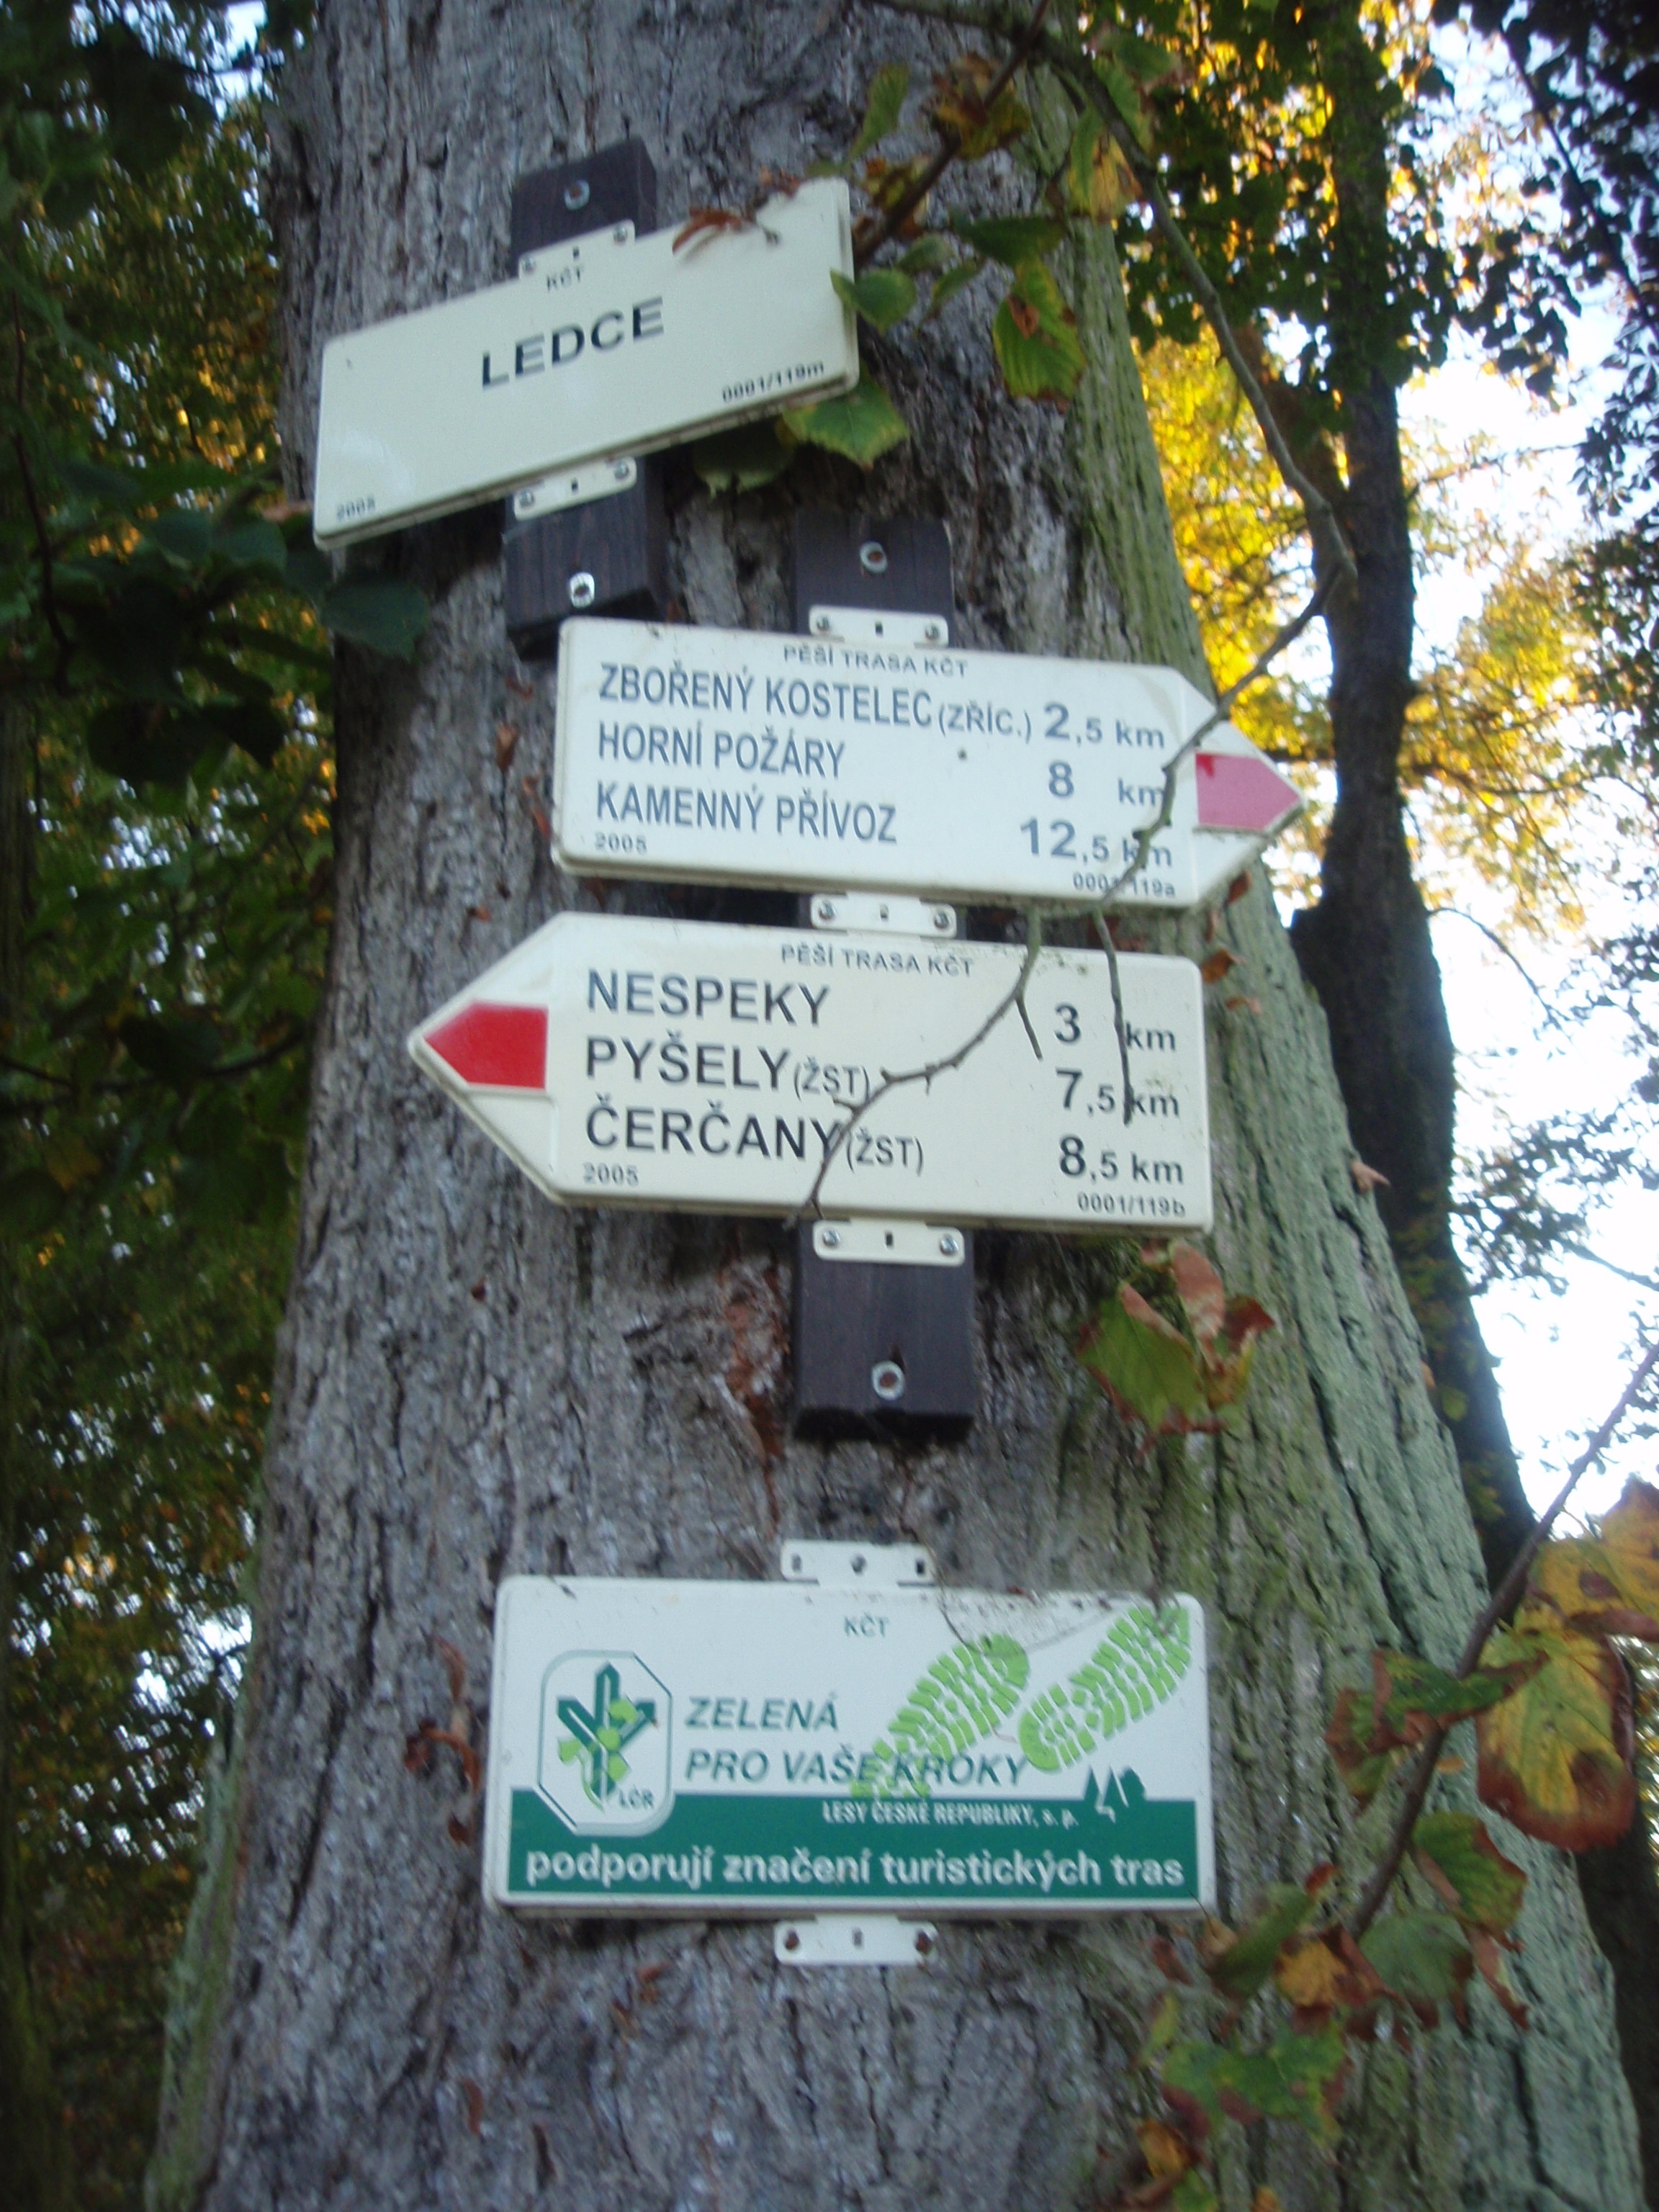 KČT
LEDCE
0001/119m
2005
PĚŠÍ TRASA KČT
ZBOŘENÝ KOSTELEC (ZŘÍC.) 2,5 km
HORNÍ POŽÁRY 8 km
KAMENNÝ PŘÍVOZ 12,5 km
2005 0001/119a
PĚŠÍ TRASA KČT
NESPEKY 3 km
PYŠELY (ŽST) 7,5 km
ČERČANY (ŽST) 8,5 km
2005 0001/119b
KČT
ZELENÁ
PRO VAŠE KROKY
LČR
LESY ČESKÉ REPUBLIKY, s. p.
podporují značení turistických tras